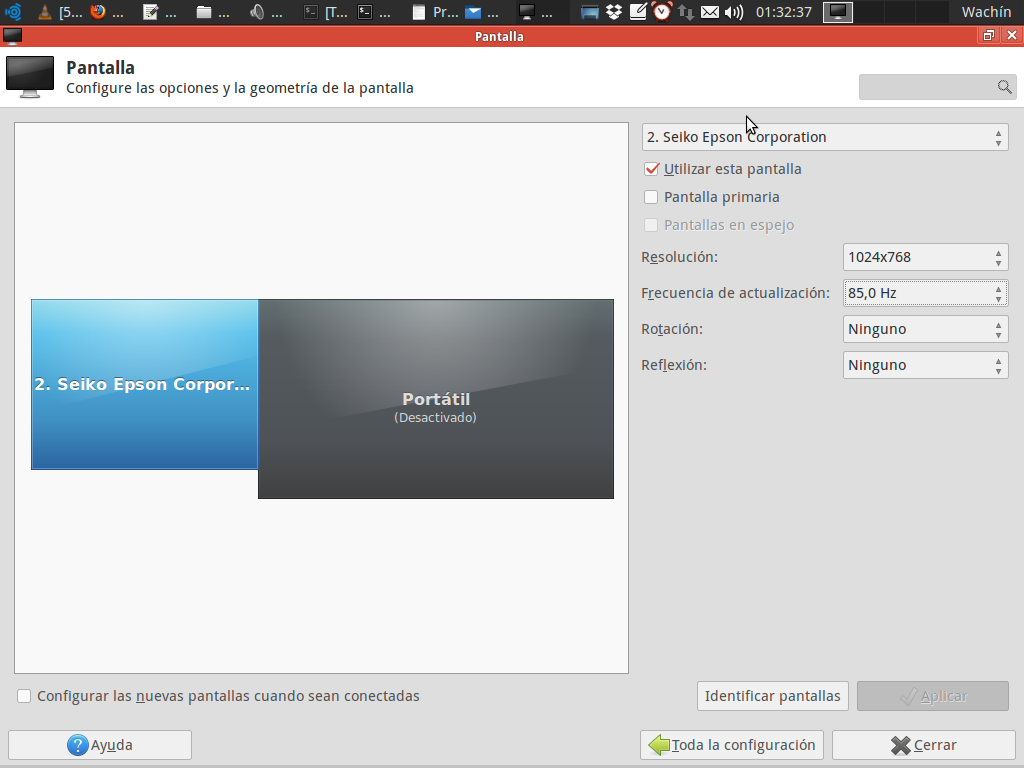 [5... ... ... ... ... [T... ... Pr... ... ... 01:32:37 Wachín
Pantalla
Pantalla
Configure las opciones y la geometría de la pantalla
2. Seiko Epson Corporation
Utilizar esta pantalla
Pantalla primaria
Pantallas en espejo
Resolución: 1024x768
Frecuencia de actualización: 85,0 Hz
Rotación: Ninguno
Reflexión: Ninguno
2. Seiko Epson Corpor...
Portátil
(Desactivado)
Configurar las nuevas pantallas cuando sean conectadas
Identificar pantallas
Aplicar
Ayuda
Toda la configuración
Cerrar